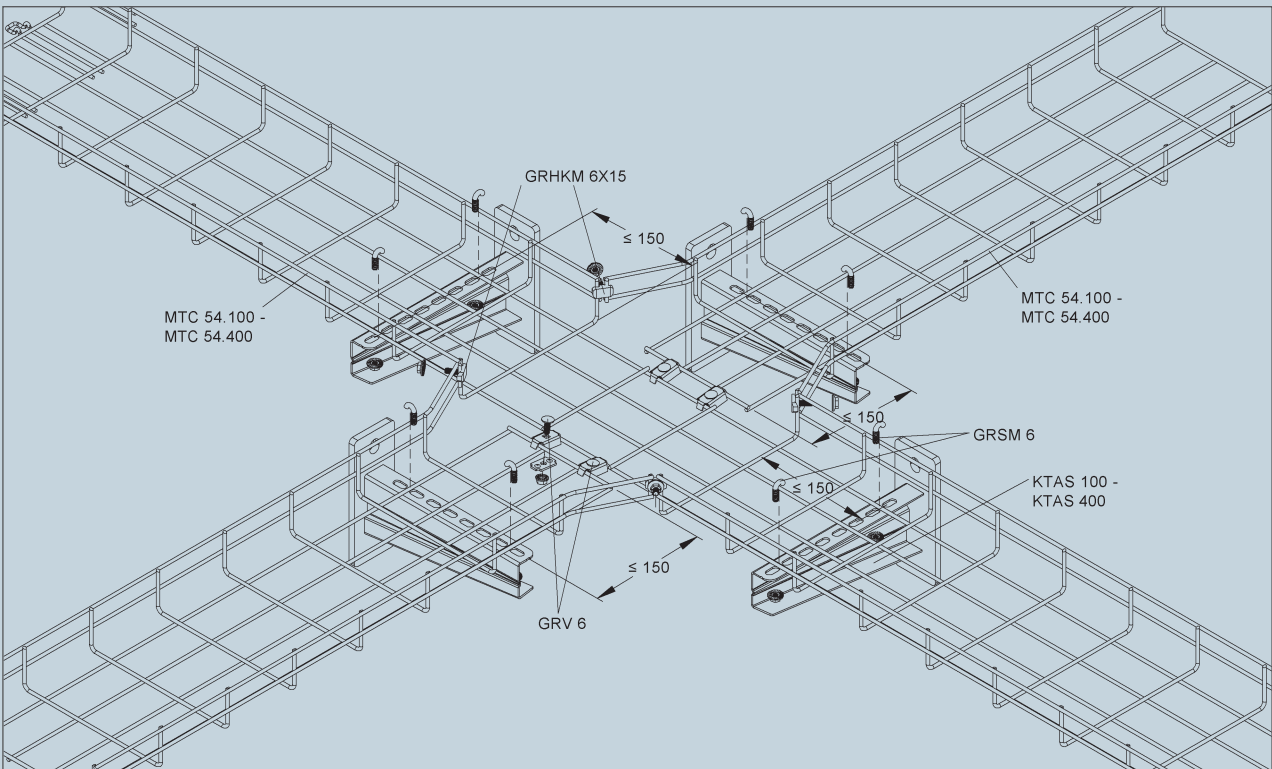 GRHKM 6X15
≤ 150
MTC 54.100 -
MTC 54.400
MTC 54.100 -
MTC 54.400
≤ 150
GRSM 6
≤ 150
KTAS 100 -
KTAS 400
≤ 150
GRV 6